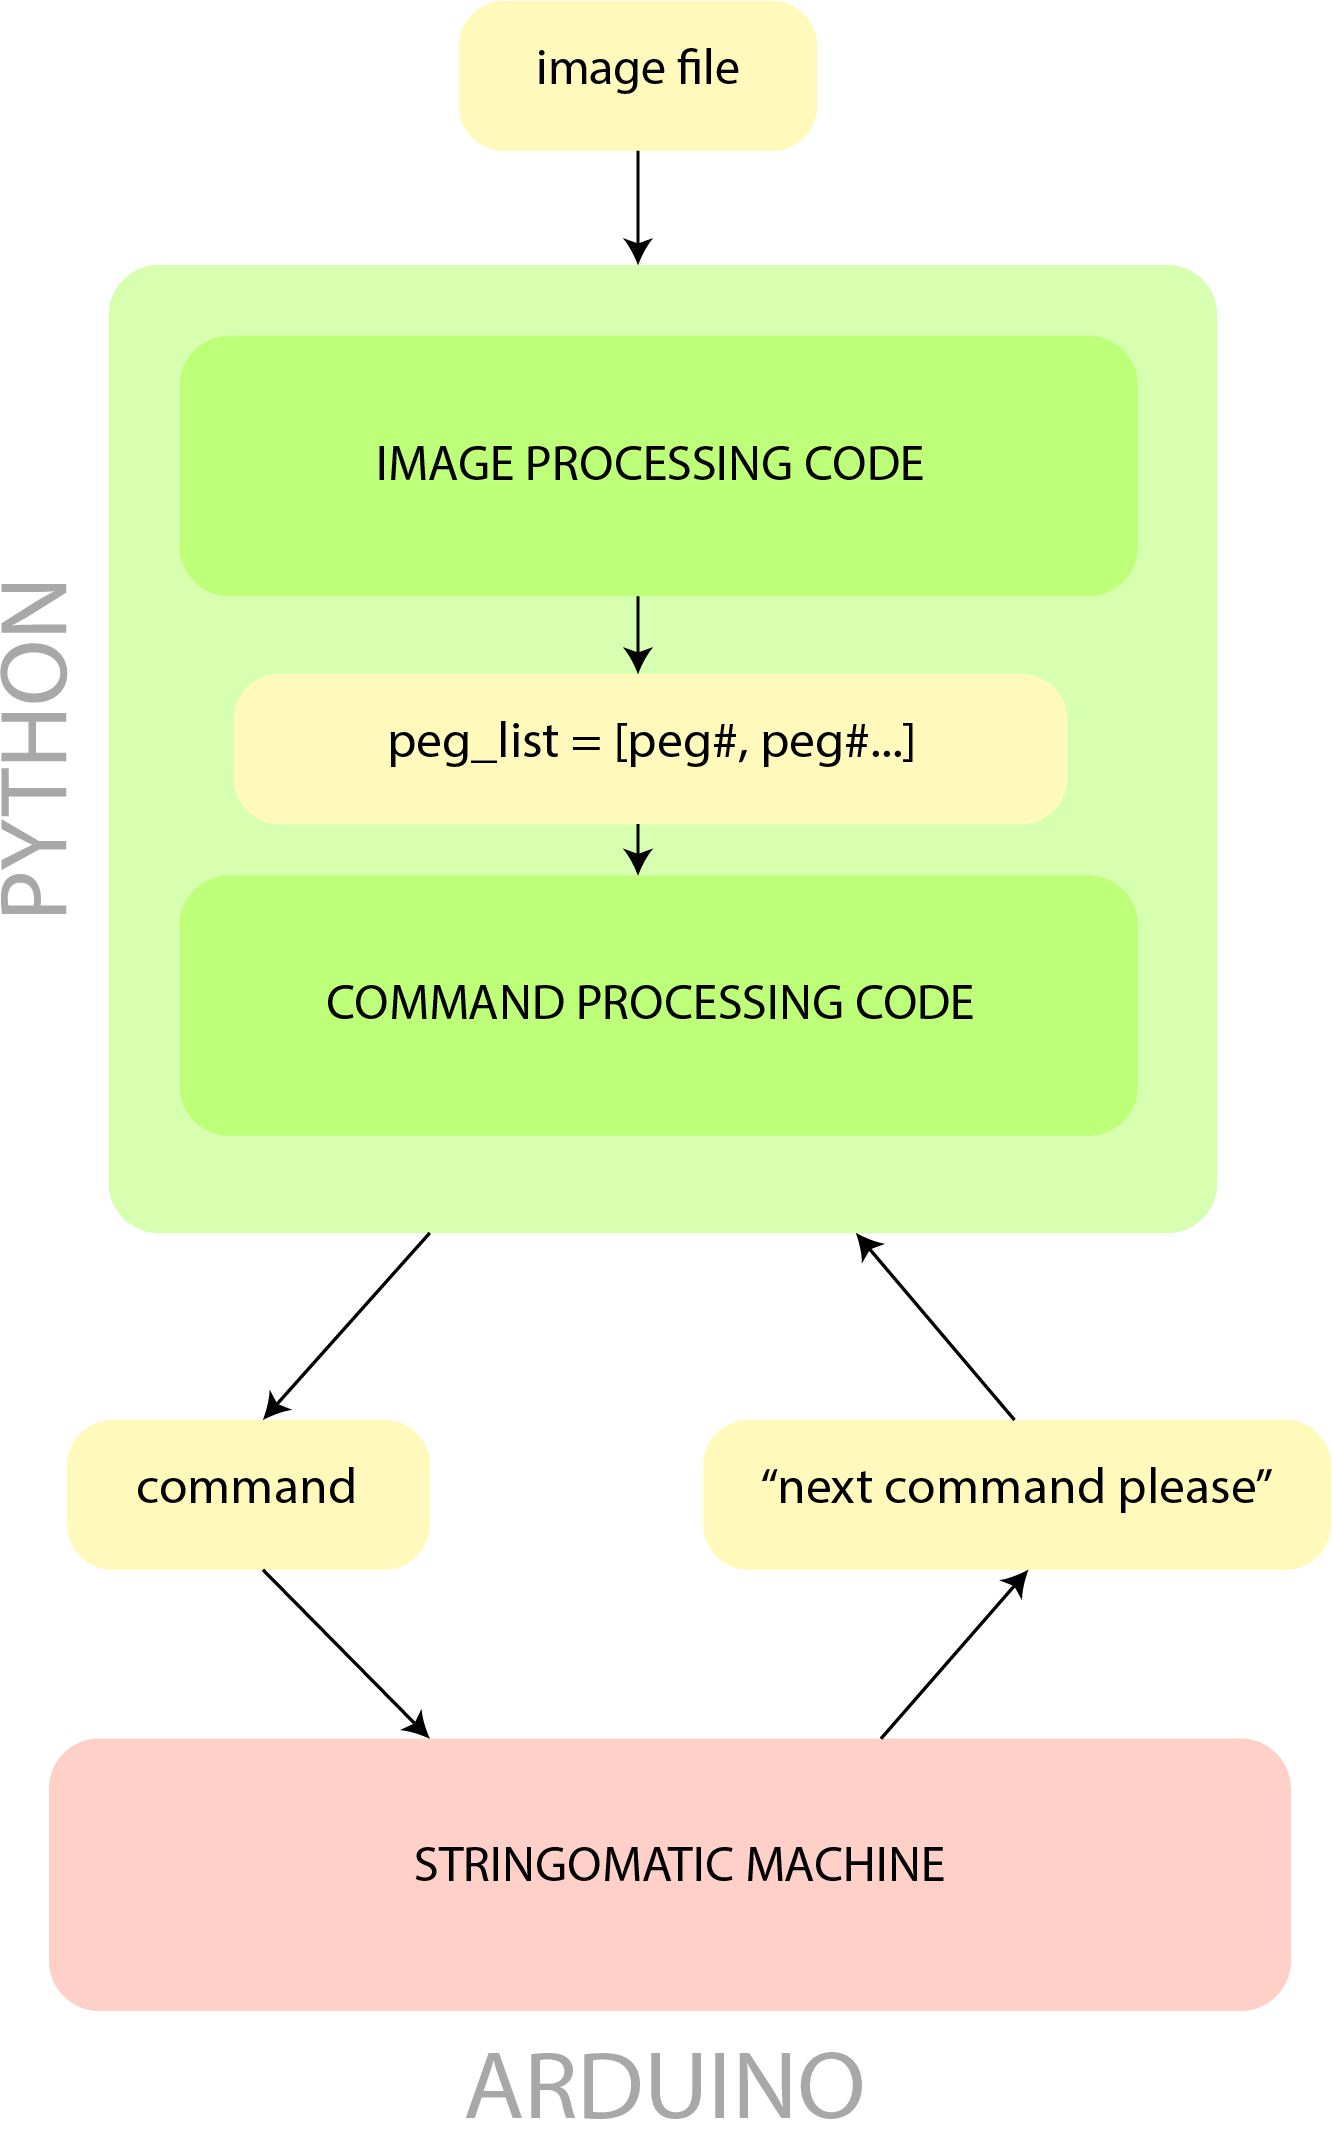 image file
IMAGE PROCESSING CODE
PYTHON
peg_list = [peg#, peg#...]
COMMAND PROCESSING CODE
command
“next command please”
STRINGOMATIC MACHINE
ARDUINO